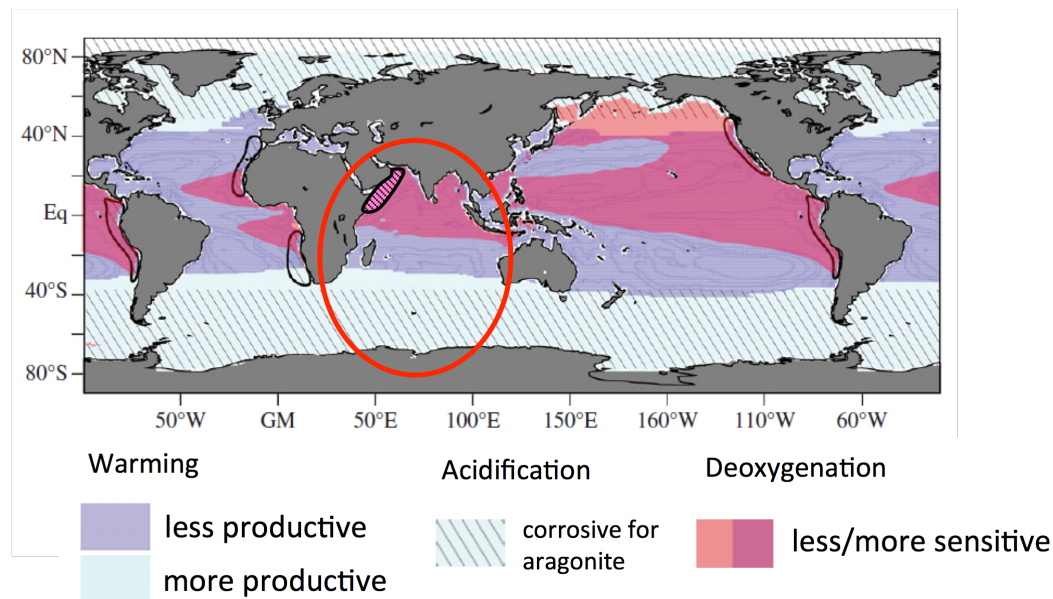 80°N
40°N
Eq
40°S
80°S
50°W GM 50°E 100°E 150°E 160°W 110°W 60°W
Warming
less productive
more productive
Acidification
corrosive for
aragonite
Deoxygenation
less/more sensitive